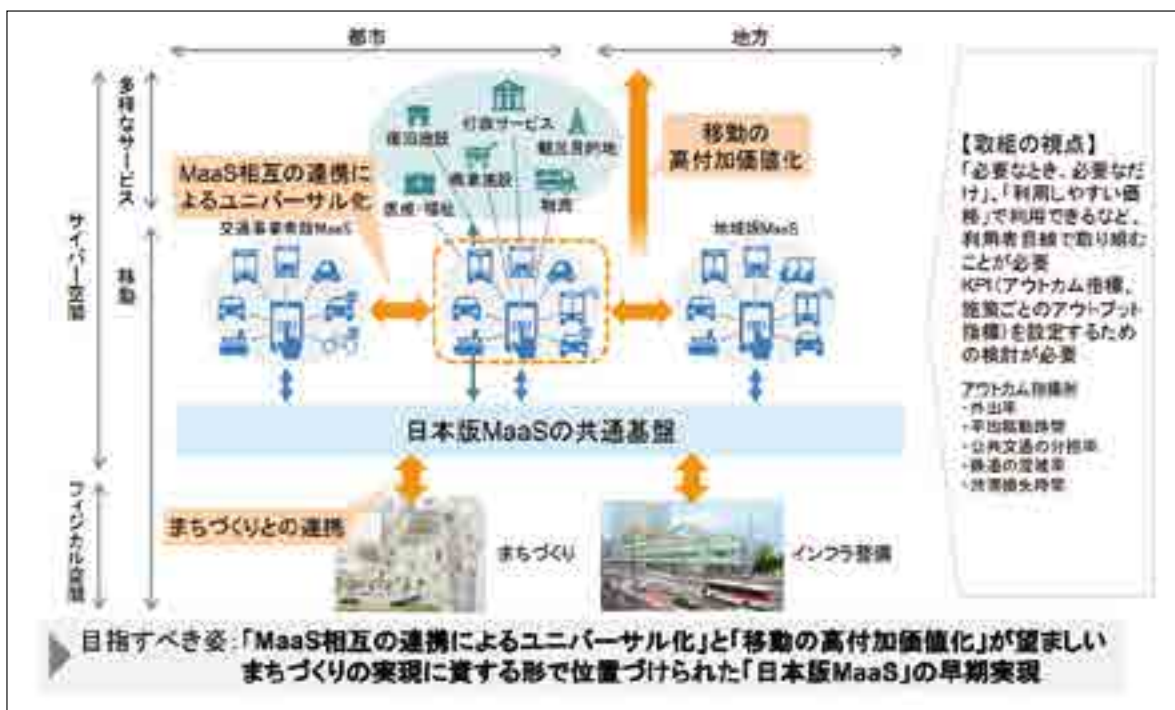 都市
地方
サイバー空間
多様なサービス
移動
フィジカル空間
宿泊施設
行政サービス
観光目的地
商業施設
医療・福祉
物流
MaaS相互の連携に
よるユニバーサル化
移動の
高付加価値化
交通事業者版MaaS
地域版MaaS
日本版MaaSの共通基盤
まちづくりとの連携
まちづくり
インフラ整備
【取組の視点】
「必要なとき、必要なだ
け」、「利用しやすい価
格」で利用できるなど、
利用者目線で取り組む
ことが必要
KPI(アウトカム指標、
施策ごとのアウトプット
指標)を設定するため
の検討が必要
アウトカム指標例
・外出率
・平均移動時間
・公共交通の分担率
・鉄道の混雑率
・渋滞損失時間
目指すべき姿:「MaaS相互の連携によるユニバーサル化」と「移動の高付加価値化」が望ましい
まちづくりの実現に資する形で位置づけられた「日本版MaaS」の早期実現